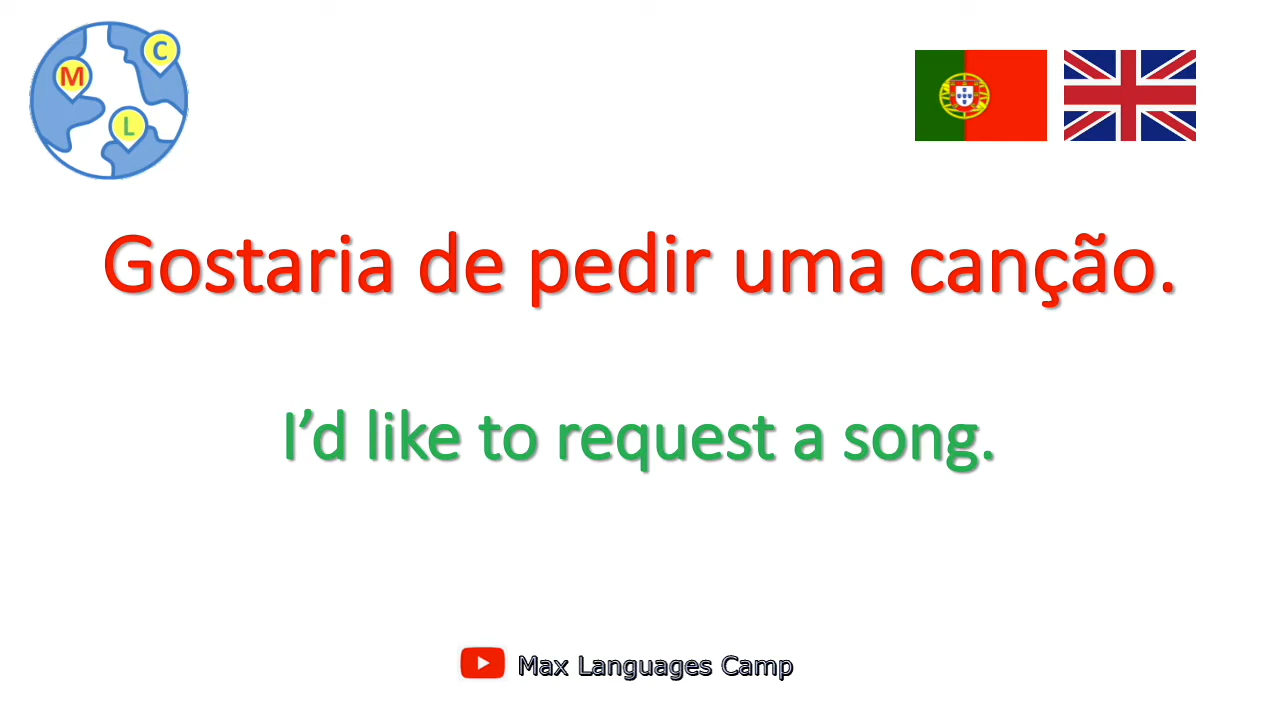 M
C
L
Gostaria de pedir uma canção.
I’d like to request a song.
Max Languages Camp